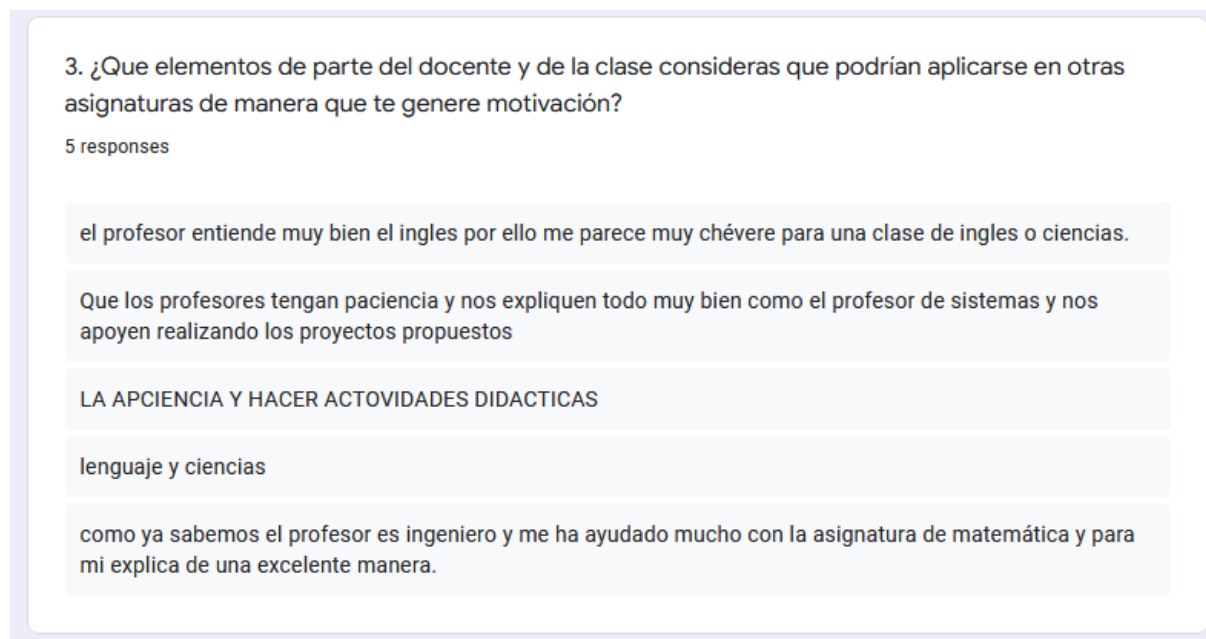 3. ¿Que elementos de parte del docente y de la clase consideras que podrían aplicarse en otras
asignaturas de manera que te genere motivación?
5 responses
el profesor entiende muy bien el ingles por ello me parece muy chévere para una clase de ingles o ciencias.
Que los profesores tengan paciencia y nos expliquen todo muy bien como el profesor de sistemas y nos
apoyen realizando los proyectos propuestos
LA APCIENCIA Y HACER ACTOVIDADES DIDACTICAS
lenguaje y ciencias
como ya sabemos el profesor es ingeniero y me ha ayudado mucho con la asignatura de matemática y para
mi explica de una excelente manera.